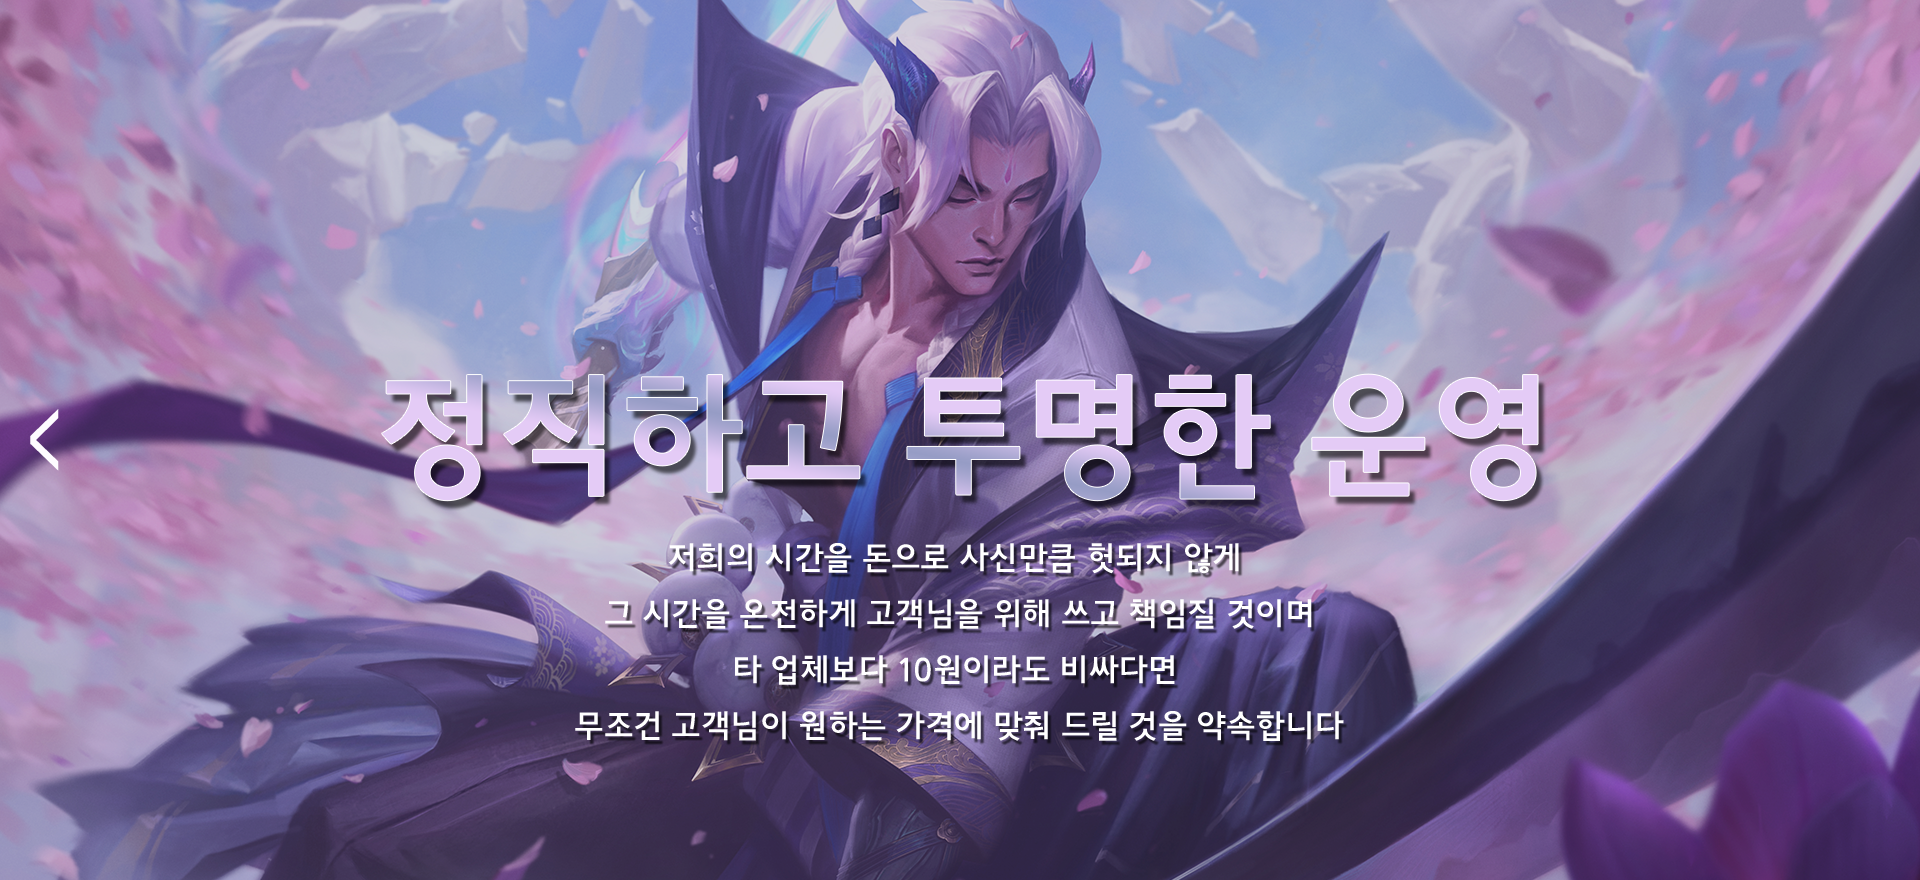 정직하고 투명한 운영
저희의 시간을 돈으로 사신만큼 헛되지 않게
그 시간을 온전하게 고객님을 위해 쓰고 책임질 것이며
타 업체보다 10원이라도 비싸다면
무조건 고객님이 원하는 가격에 맞춰 드릴 것을 약속합니다